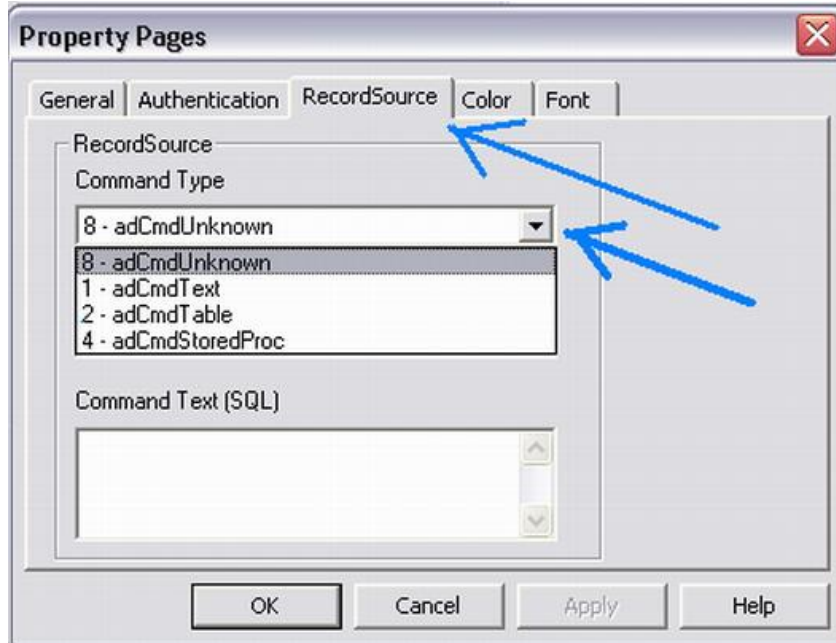 Property Pages
General Authentication RecordSource Color Font
RecordSource
Command Type
8 - adCmdUnknown
8 - adCmdUnknown
1 - adCmdText
2 - adCmdTable
4 - adCmdStoredProc
Command Text (SQL)
OK Cancel Apply Help